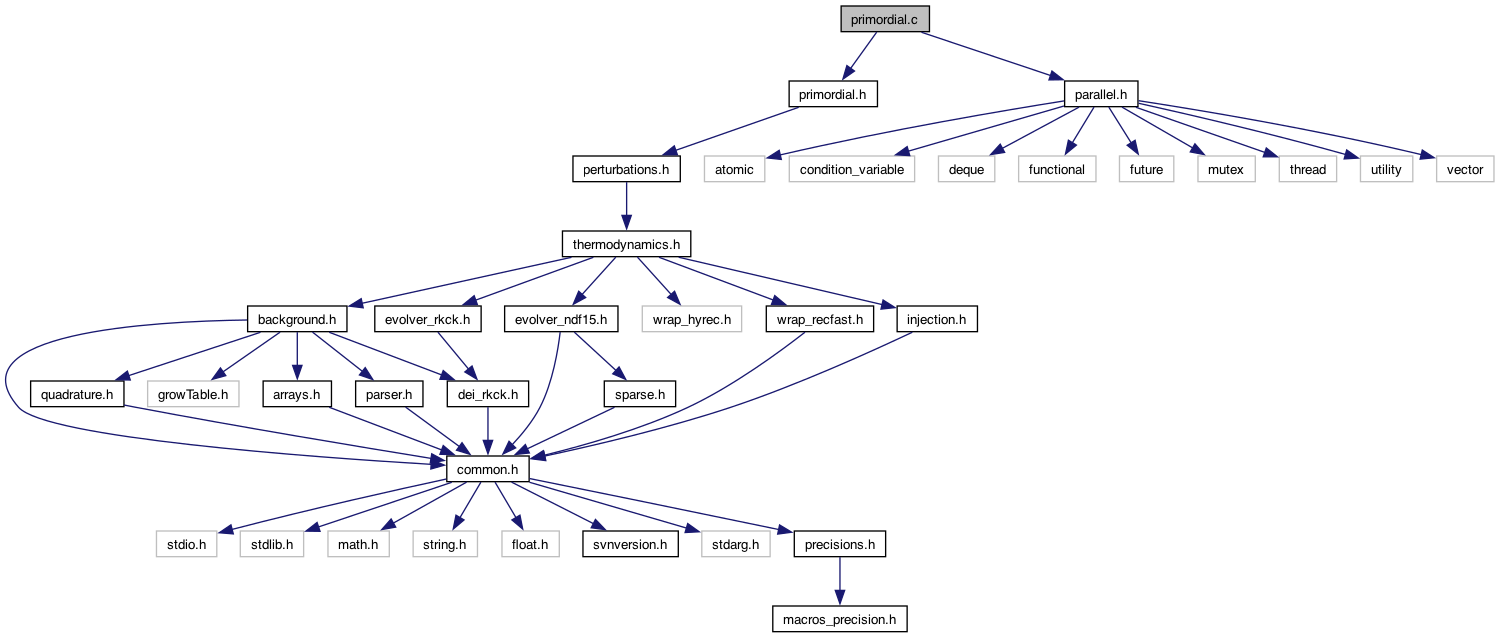 primordial.c
primordial.h
parallel.h
perturbations.h
atomic
condition_variable
deque
functional
future
mutex
thread
utility
vector
thermodynamics.h
background.h
evolver_rkck.h
evolver_ndf15.h
wrap_hyrec.h
wrap_recfast.h
injection.h
quadrature.h
growTable.h
arrays.h
parser.h
dei_rkck.h
sparse.h
common.h
stdio.h
stdlib.h
math.h
string.h
float.h
svnversion.h
stdarg.h
precisions.h
macros_precision.h